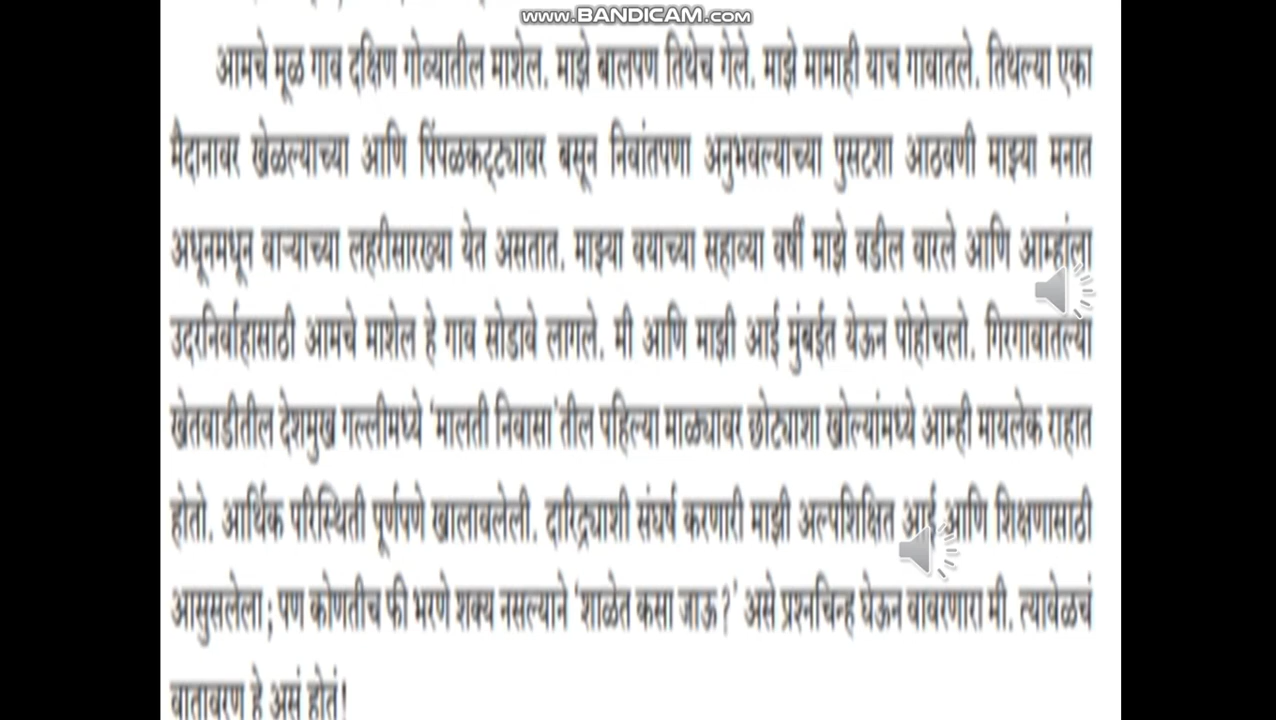 www.BANDICAM.com
आमचे मूळ गाव दक्षिण गोव्यातील माशेल. माझे बालपण तिथेच गेले. माझे मामाही याच गावातले. तिथल्या एका
मैदानावर खेळल्याच्या आणि पिंपळकट्ट्यावर बसून निवांतपणा अनुभवल्याच्या पुसटशा आठवणी माझ्या मनात
अधूनमधून वाऱ्याच्या लहरीसारख्या येत असतात. माझ्या वयाच्या सहाव्या वर्षी माझे वडील वारले आणि आम्हांला
उदरनिर्वाहासाठी आमचे माशेल हे गाव सोडावे लागले. मी आणि माझी आई मुंबईत येऊन पोहोचलो. गिरगावातल्या
खेतवाडीतील देशमुख गल्लीमध्ये 'मालती निवासा'तील पहिल्या माळ्यावर छोट्याशा खोल्यांमध्ये आम्ही मायलेक राहात
होतो. आर्थिक परिस्थिती पूर्णपणे खालावलेली. दारिद्र्याशी संघर्ष करणारी माझी अल्पशिक्षित आई आणि शिक्षणासाठी
आसुसलेला; पण कोणतीच फी भरणे शक्य नसल्याने 'शाळेत कसा जाऊ?' असे प्रश्नचिन्ह घेऊन वावरणारा मी. त्यावेळचं
वातावरण हे असं होतं!